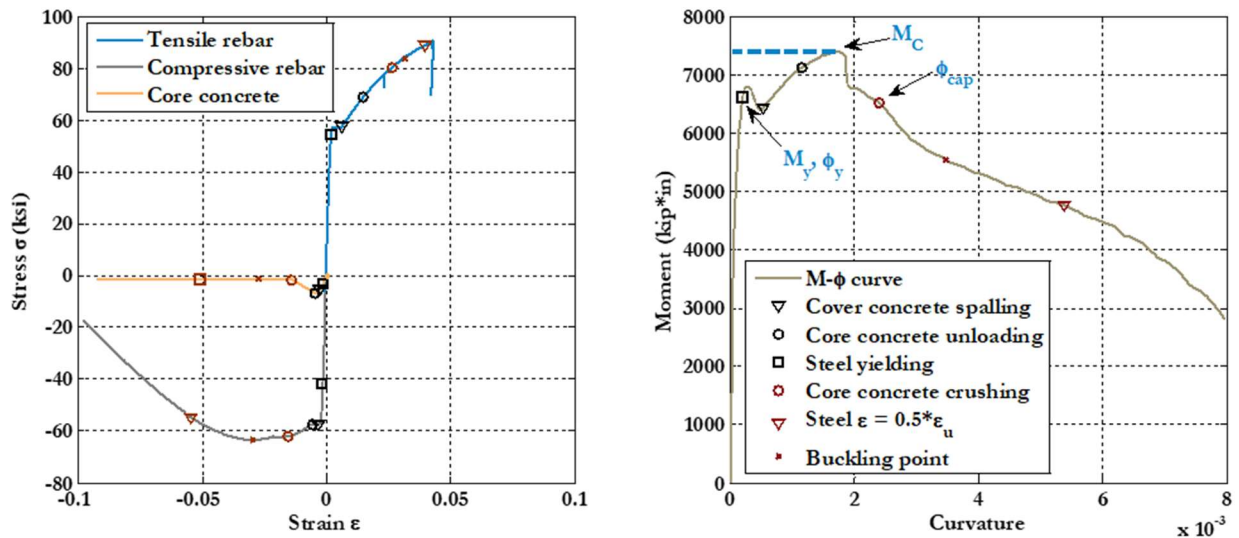 100
80
60
40
20
0
-20
-40
-60
-80
-0.1
-0.05
0
0.05
0.1
Stress σ (ksi)
Strain ε
Tensile rebar
Compressive rebar
Core concrete
8000
7000
6000
5000
4000
3000
2000
1000
0
0
2
4
6
8
x 10⁻³
Moment (kip*in)
Curvature
M_C
ϕ_cap
M_y, ϕ_y
M-ϕ curve
Cover concrete spalling
Core concrete unloading
Steel yielding
Core concrete crushing
Steel ε = 0.5*ε_u
Buckling point